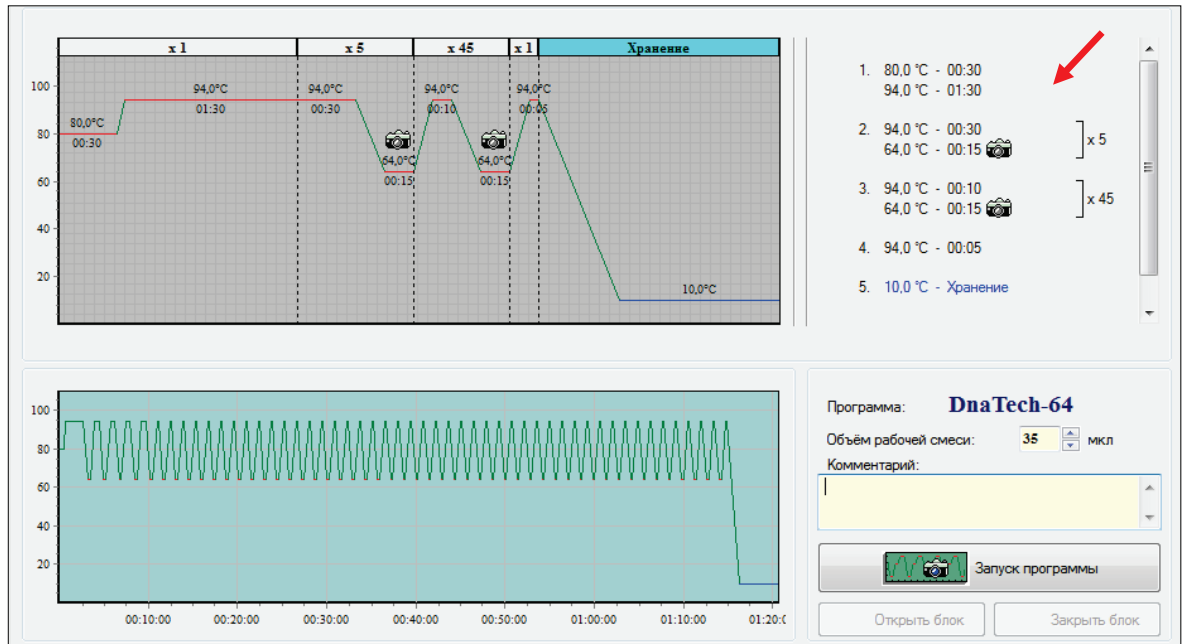 x 1 x 5 x 45 x 1 Хранение
100
80
60
40
20
80,0°C
00:30
94,0°C
01:30
94,0°C
00:30
64,0°C
00:15
94,0°C
00:10
64,0°C
00:15
94,0°C
00:05
10,0°C
1. 80,0 °C - 00:30
94,0 °C - 01:30
2. 94,0 °C - 00:30
64,0 °C - 00:15
x 5
3. 94,0 °C - 00:10
64,0 °C - 00:15
x 45
4. 94,0 °C - 00:05
5. 10,0 °C - Хранение
100
80
60
40
20
00:10:00 00:20:00 00:30:00 00:40:00 00:50:00 01:00:00 01:10:00 01:20:0
Программа: DnaTech-64
Объём рабочей смеси: 35 мкл
Комментарий:
Запуск программы
Открыть блок Закрыть блок